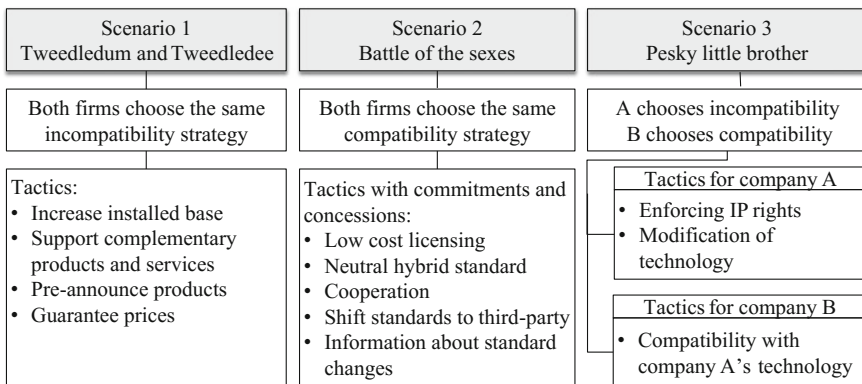 Scenario 1
Tweedledum and Tweedledee
Both firms choose the same
incompatibility strategy
Tactics:
• Increase installed base
• Support complementary
products and services
• Pre-announce products
• Guarantee prices
Scenario 2
Battle of the sexes
Both firms choose the same
compatibility strategy
Tactics with commitments and
concessions:
• Low cost licensing
• Neutral hybrid standard
• Cooperation
• Shift standards to third-party
• Information about standard
changes
Scenario 3
Pesky little brother
A chooses incompatibility
B chooses compatibility
Tactics for company A
• Enforcing IP rights
• Modification of
technology
Tactics for company B
• Compatibility with
company A's technology